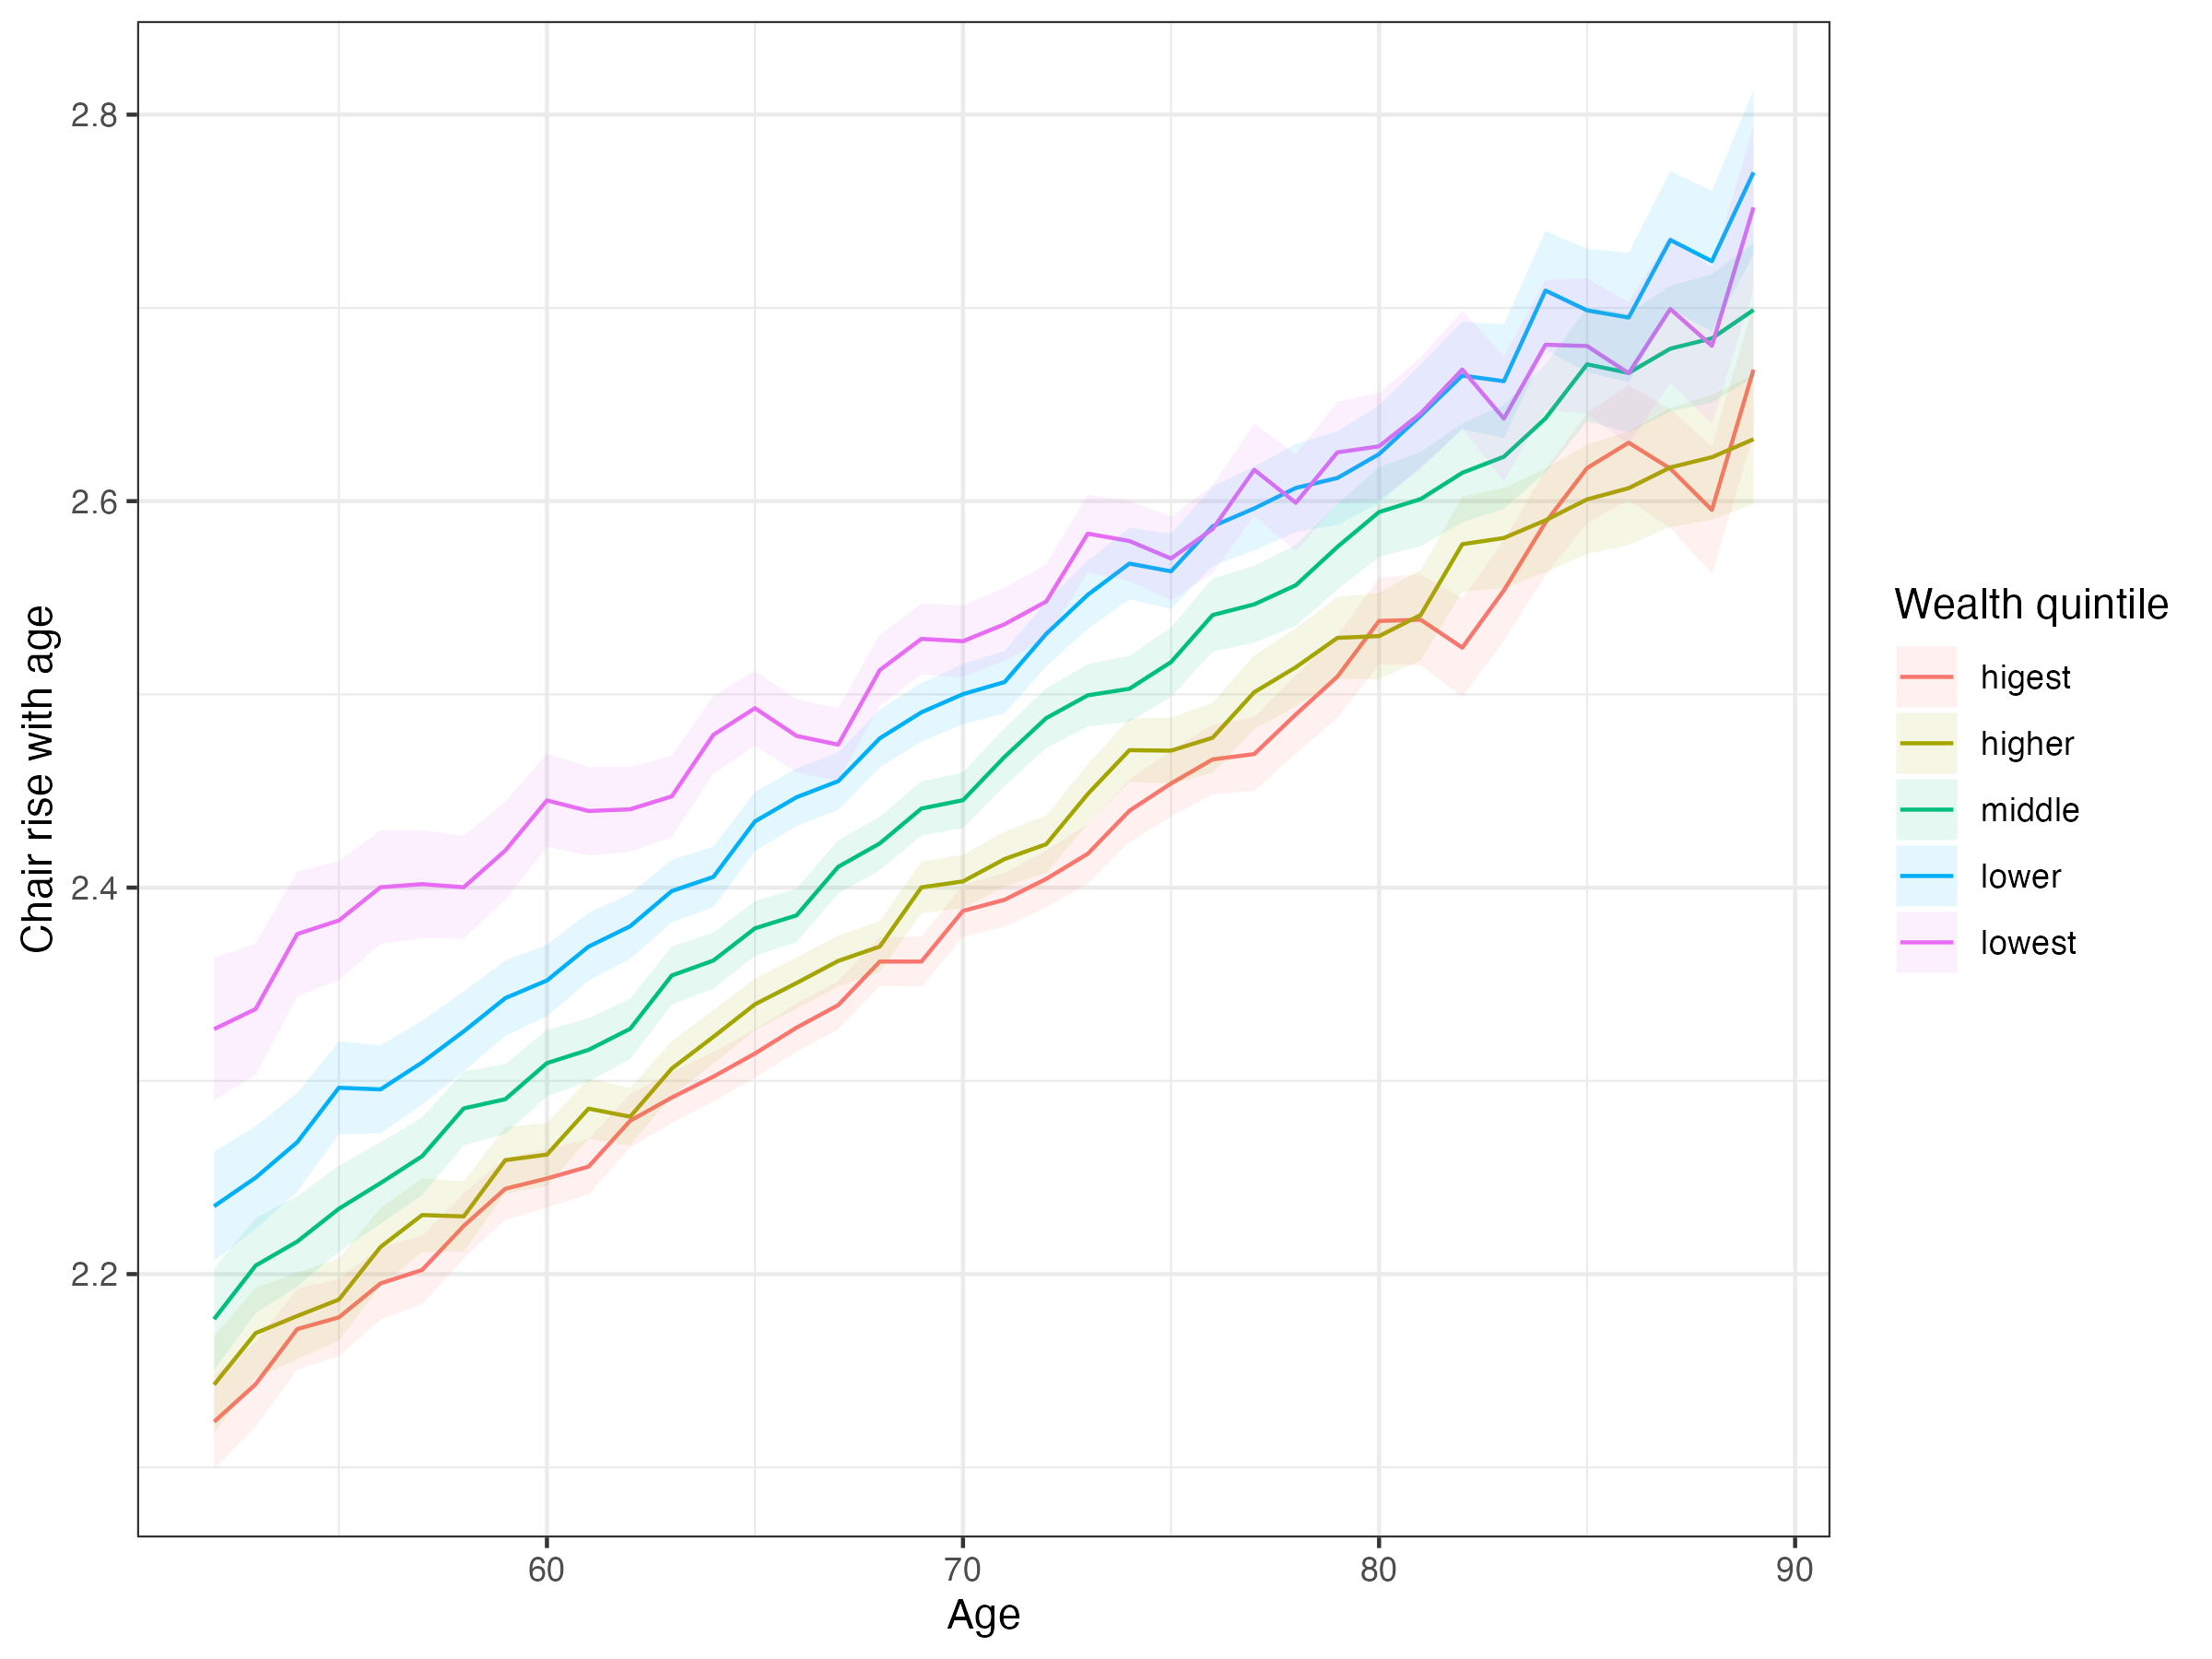 Chair rise with age
2.8
2.6
2.4
2.2
60
70
80
90
Age
Wealth quintile
higest
higher
middle
lower
lowest